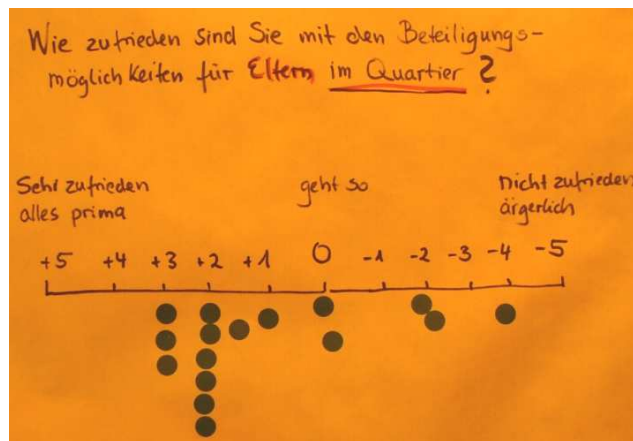 Wie zufrieden sind Sie mit den Beteiligungs-
möglichkeiten für Eltern im Quartier?
Sehr zufrieden
alles prima
geht so
Nicht zufrieden
ärgerlich
+5 +4 +3 +2 +1 0 -1 -2 -3 -4 -5